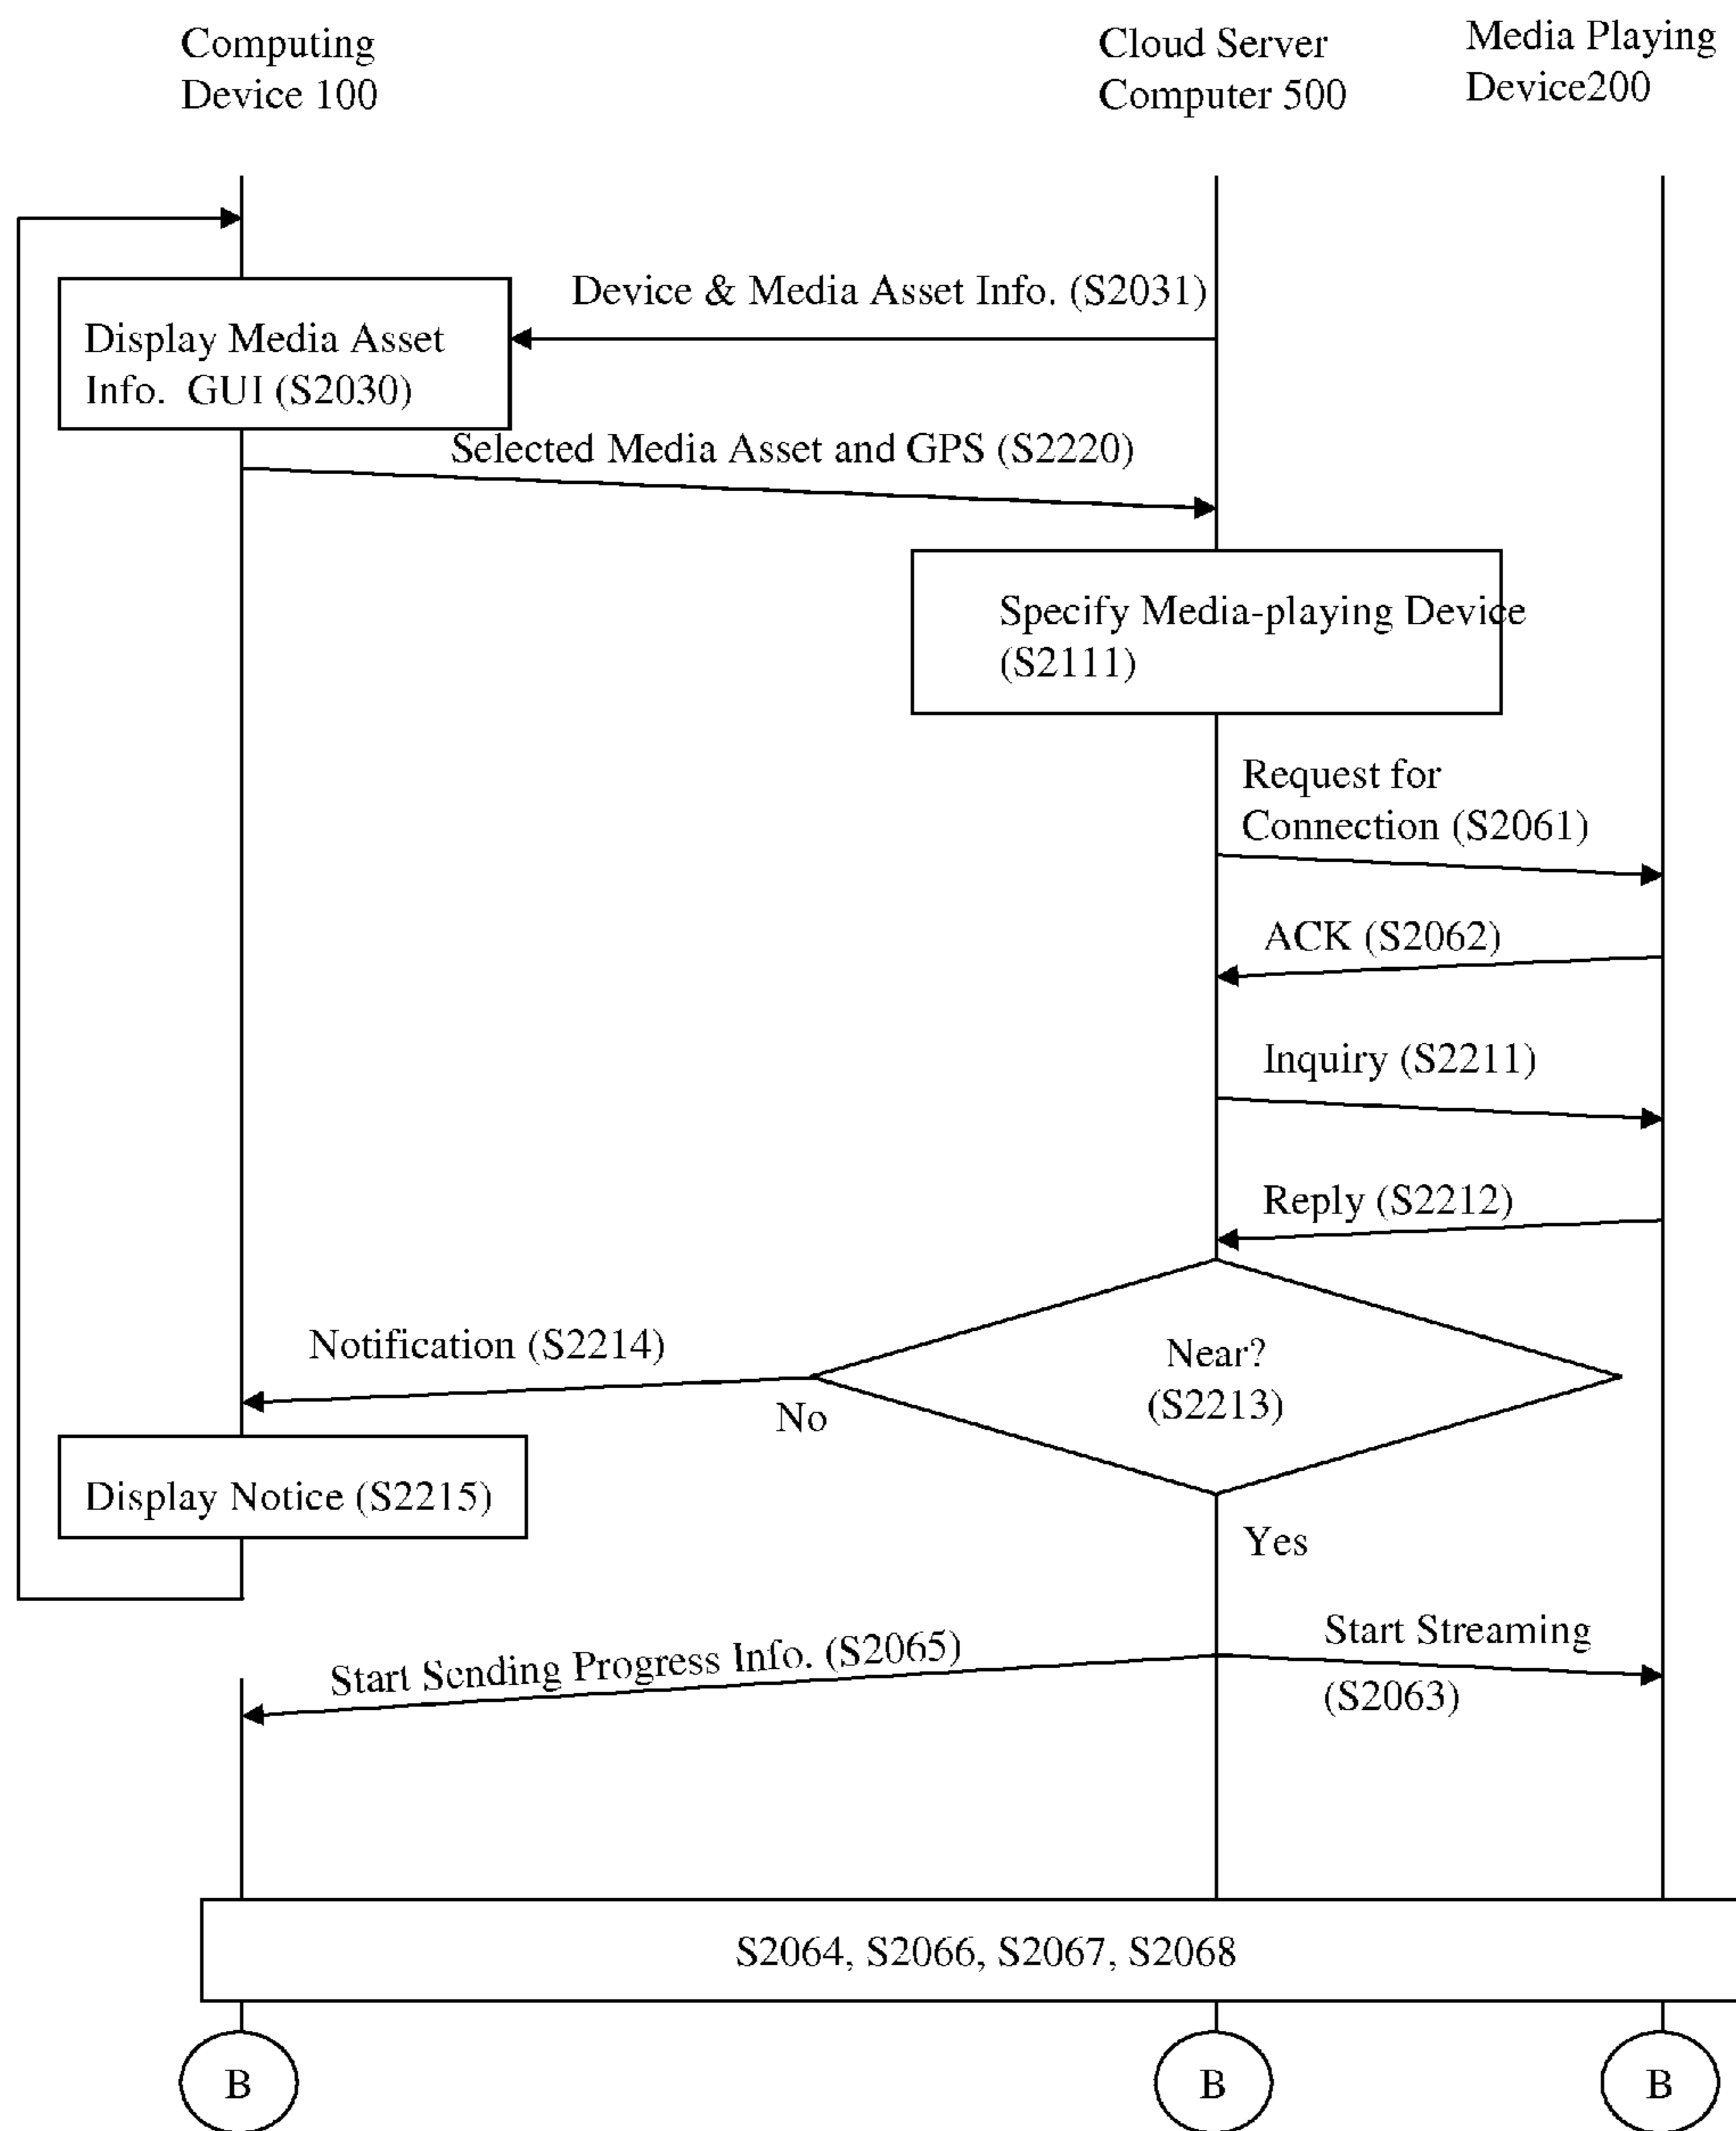 Computing
Device 100
Cloud Server
Computer 500
Media Playing
Device200
Device & Media Asset Info. (S2031)
Display Media Asset
Info. GUI (S2030)
Selected Media Asset and GPS (S2220)
Specify Media-playing Device
(S2111)
Request for
Connection (S2061)
ACK (S2062)
Inquiry (S2211)
Reply (S2212)
Near?
(S2213)
Notification (S2214)
No
Display Notice (S2215)
Yes
Start Streaming
(S2063)
Start Sending Progress Info. (S2065)
S2064, S2066, S2067, S2068
B
B
B